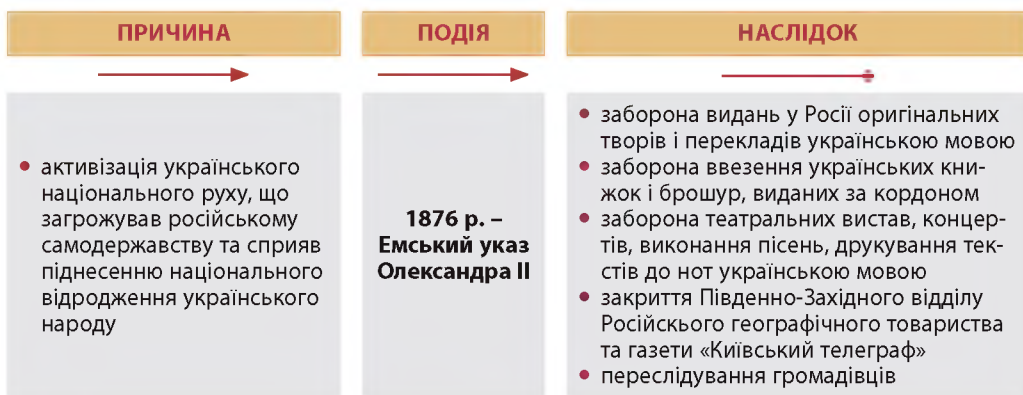 ПРИЧИНА
ПОДІЯ
НАСЛІДОК
• активізація українського
національного руху, що
загрожував російському
самодержавству та сприяв
піднесенню національного
відродження українського
народу
1876 р. –
Емський указ
Олександра ІІ
• заборона видань у Росії оригінальних
творів і перекладів українською мовою
• заборона ввезення українських кни-
жок і брошур, виданих за кордоном
• заборона театральних вистав, концер-
тів, виконання пісень, друкування тек-
стів до нот українською мовою
• закриття Південно-Західного відділу
Російського географічного товариства
та газети «Київський телеграф»
• переслідування громадівців